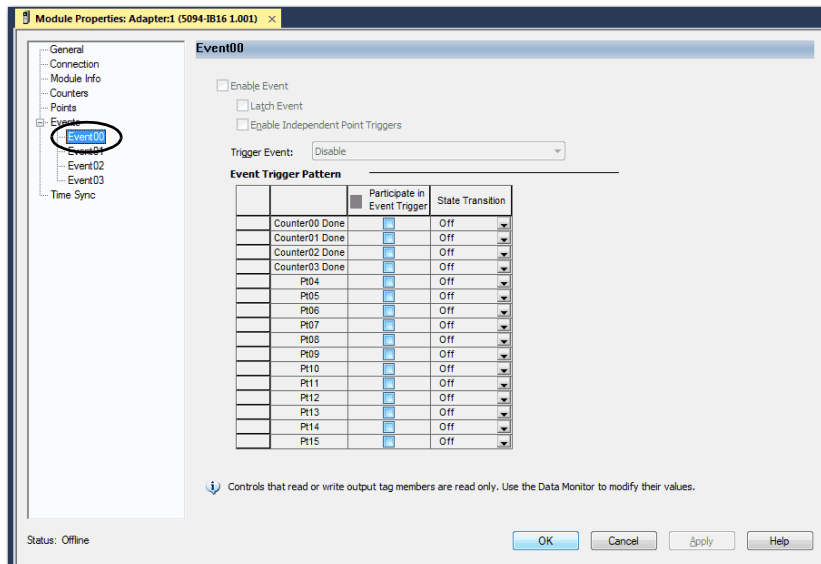 Module Properties: Adapter:1 (5094-IB16 1.001) ×
General
Connection
Module Info
Counters
Points
Events
Event00
Event01
Event02
Event03
Time Sync
Event00
Enable Event
Latch Event
Enable Independent Point Triggers
Trigger Event: Disable
Event Trigger Pattern
Participate in Event Trigger State Transition
Counter00 Done Off
Counter01 Done Off
Counter02 Done Off
Counter03 Done Off
Pt04 Off
Pt05 Off
Pt06 Off
Pt07 Off
Pt08 Off
Pt09 Off
Pt10 Off
Pt11 Off
Pt12 Off
Pt13 Off
Pt14 Off
Pt15 Off
Controls that read or write output tag members are read only. Use the Data Monitor to modify their values.
Status: Offline
OK Cancel Apply Help